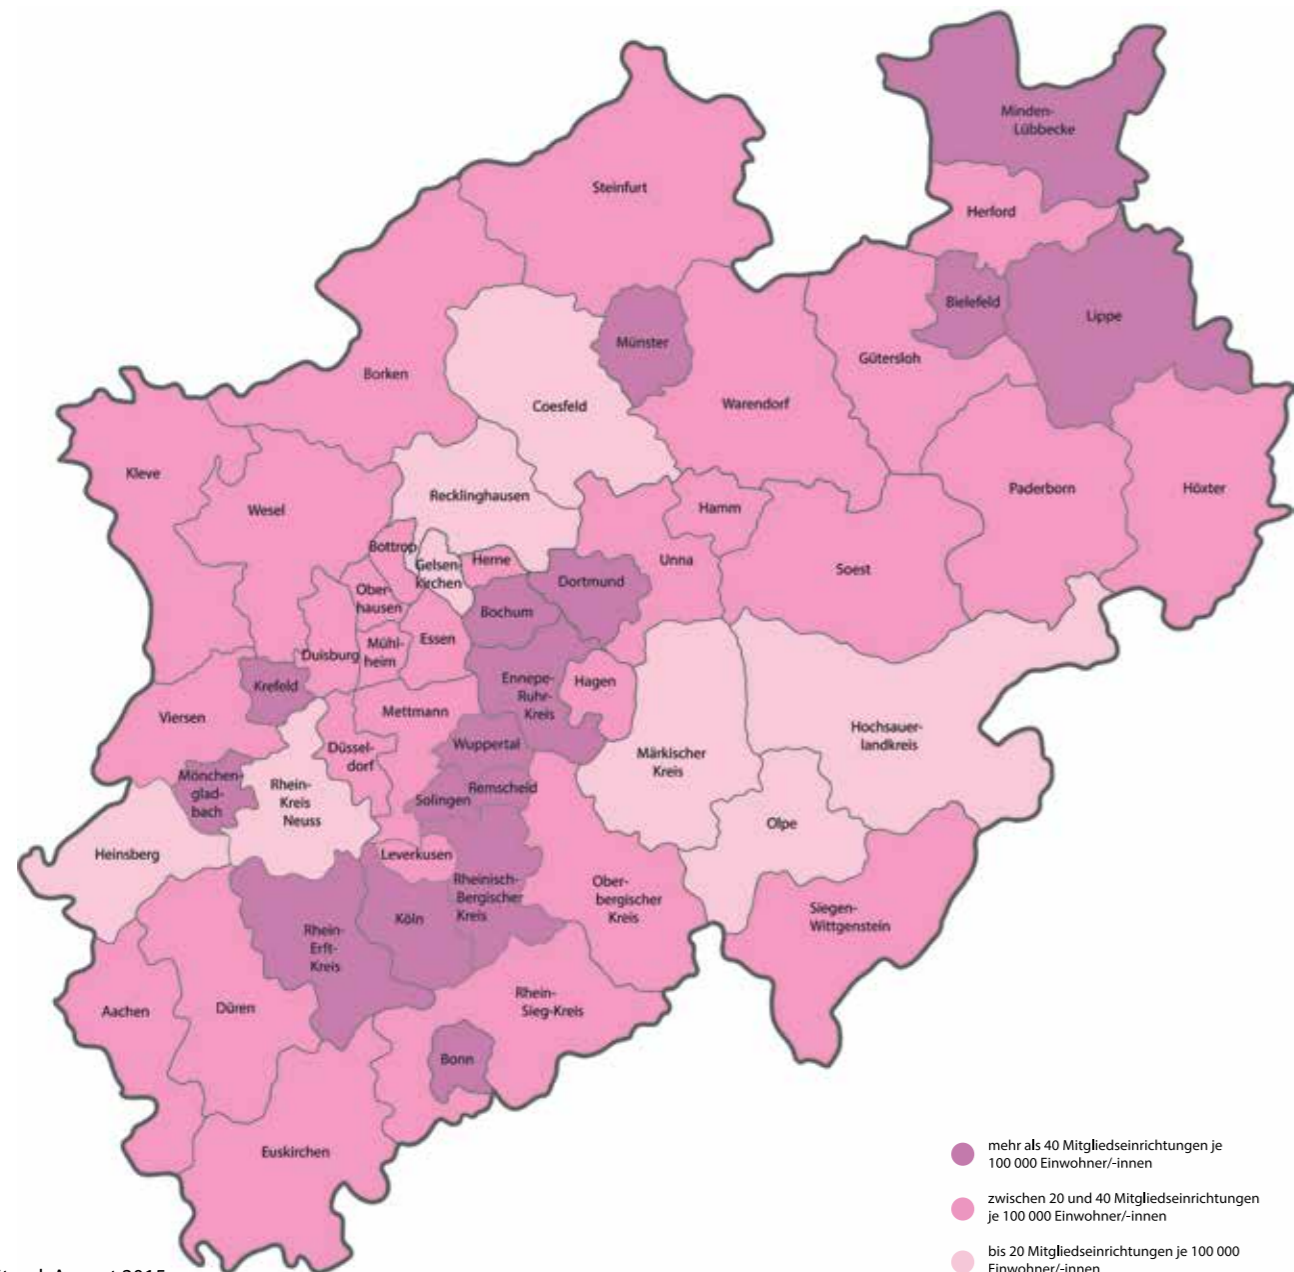 Minden-
Lübbecke
Steinfurt
Herford
Bielefeld
Lippe
Münster
Gütersloh
Borken
Coesfeld
Warendorf
Kleve
Wesel
Recklinghausen
Hamm
Paderborn
Höxter
Bottrop
Gelsen-
kirchen
Herne
Unna
Soest
Ober-
hausen
Dortmund
Bochum
Essen
Mühl-
heim
Duisburg
Krefeld
Ennepe-
Ruhr-
Kreis
Hagen
Viersen
Mettmann
Düssel-
dorf
Wuppertal
Märkischer
Kreis
Hochsauer-
landkreis
Mönchen-
glad-
bach
Rhein-
Kreis
Neuss
Remscheid
Solingen
Olpe
Heinsberg
Leverkusen
Rheinisch-
Bergischer
Kreis
Ober-
bergischer
Kreis
Siegen-
Wittgenstein
Köln
Rhein-
Erft-
Kreis
Aachen
Düren
Rhein-
Sieg-Kreis
Bonn
Euskirchen
mehr als 40 Mitgliedseinrichtungen je
100 000 Einwohner/-innen
zwischen 20 und 40 Mitgliedseinrichtungen
je 100 000 Einwohner/-innen
bis 20 Mitgliedseinrichtungen je 100 000
Einwohner/-innen
August 2015